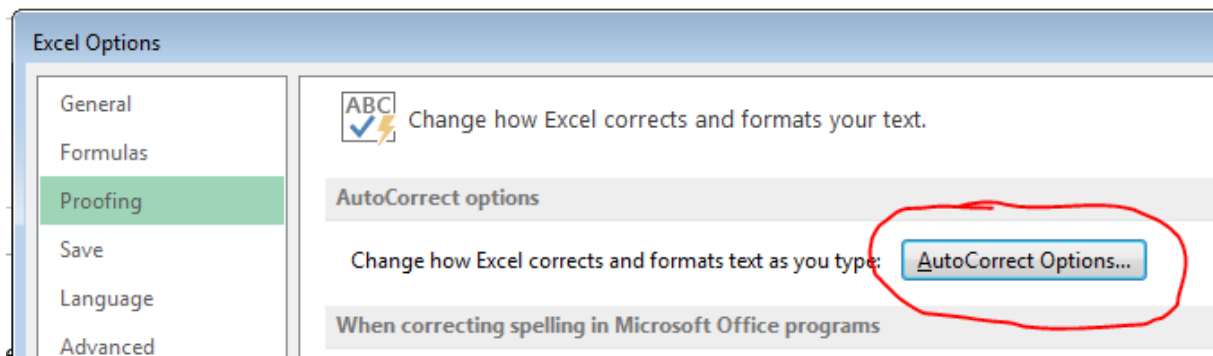 Excel Options
General
Formulas
Proofing
Save
Language
Advanced
ABC
Change how Excel corrects and formats your text.
AutoCorrect options
Change how Excel corrects and formats text as you type:
AutoCorrect Options...
When correcting spelling in Microsoft Office programs